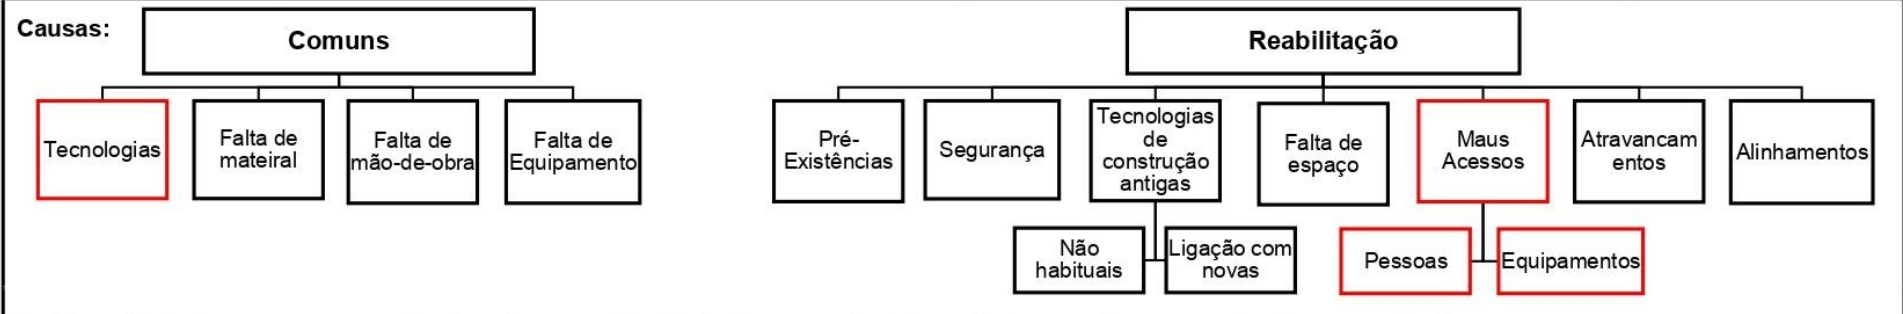 Causas:
Comuns
Reabilitação
Tecnologias
Falta de
mateiral
Falta de
mão-de-obra
Falta de
Equipamento
Pré-
Existências
Segurança
Tecnologias
de
construção
antigas
Falta de
espaço
Maus
Acessos
Atravancam
entos
Alinhamentos
Não
habituais
Ligação com
novas
Pessoas
Equipamentos